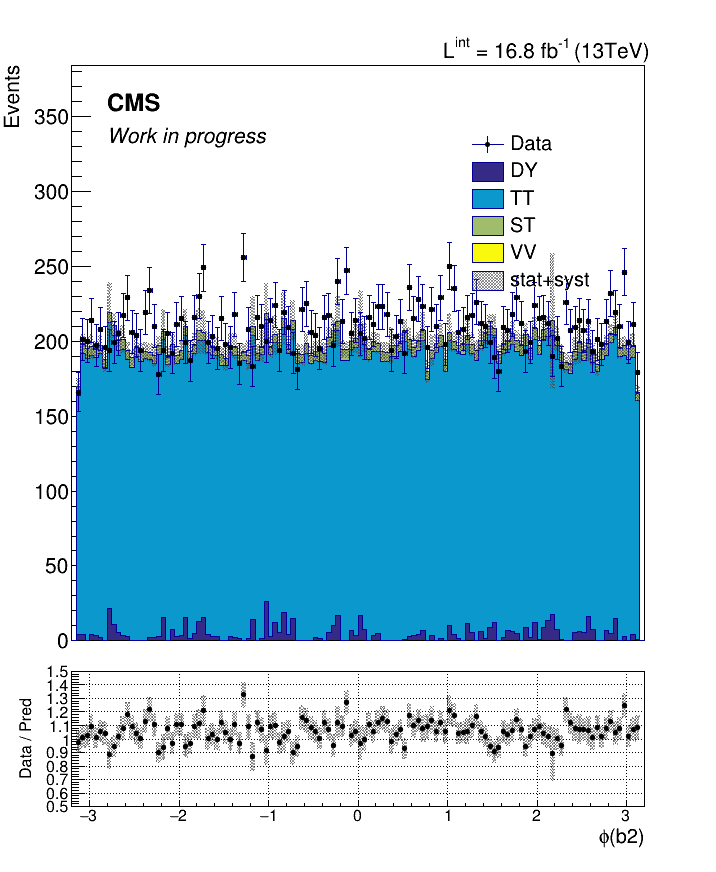 L^int = 16.8 fb^-1 (13TeV)
Events
CMS
Work in progress
Data
DY
TT
ST
VV
stat+syst
350
300
250
200
150
100
50
0
Data / Pred
1.5
1.4
1.3
1.2
1.1
1
0.9
0.8
0.7
0.6
0.5
−3 −2 −1 0 1 2 3
ϕ(b2)